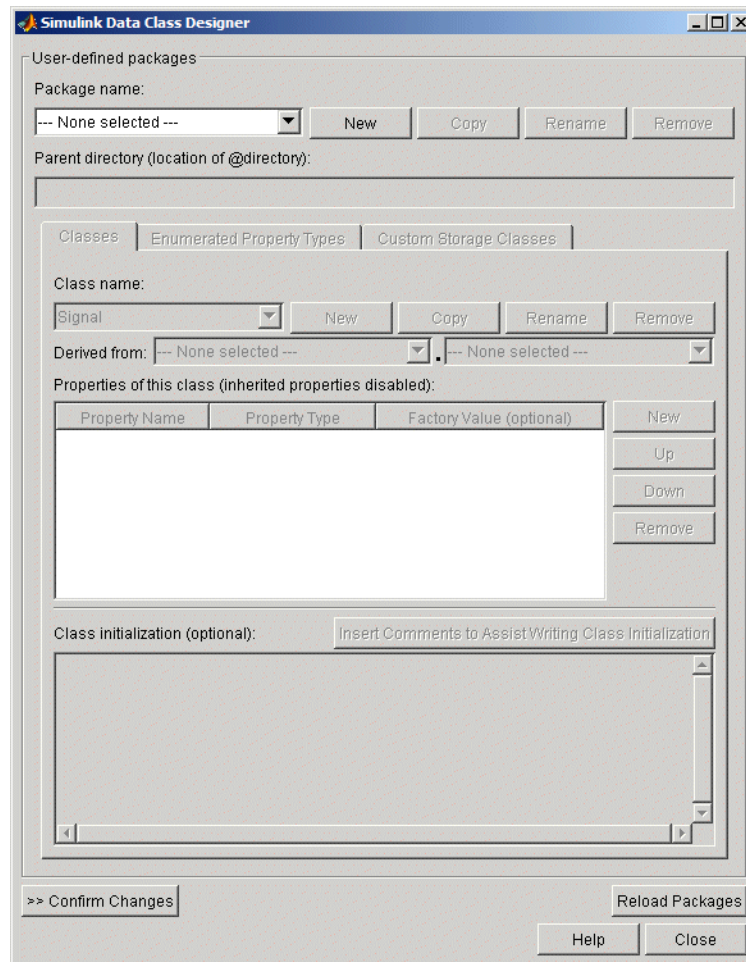 Simulink Data Class Designer
User-defined packages
Package name:
--- None selected --- New Copy Rename Remove
Parent directory (location of @directory):
Classes Enumerated Property Types Custom Storage Classes
Class name:
Signal New Copy Rename Remove
Derived from: --- None selected --- . --- None selected ---
Properties of this class (inherited properties disabled):
Property Name Property Type Factory Value (optional) New
Up
Down
Remove
Class initialization (optional): Insert Comments to Assist Writing Class Initialization
>> Confirm Changes Reload Packages
Help Close